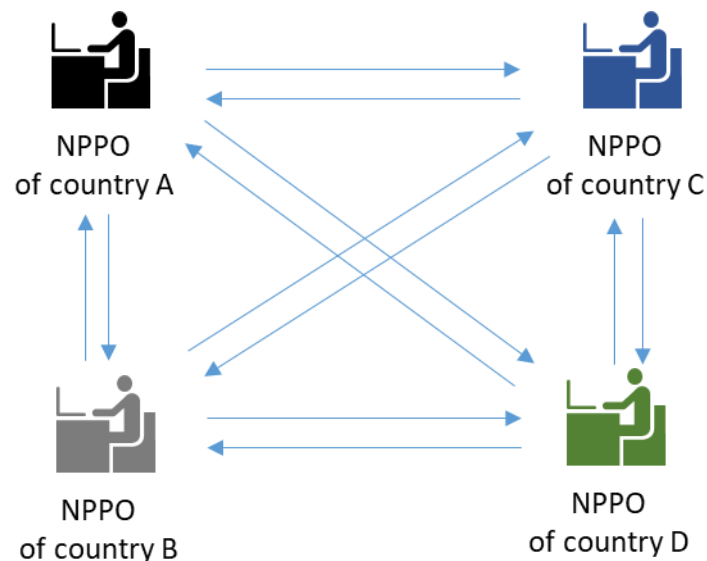 NPPO
of country A
NPPO
of country C
NPPO
of country B
NPPO
of country D